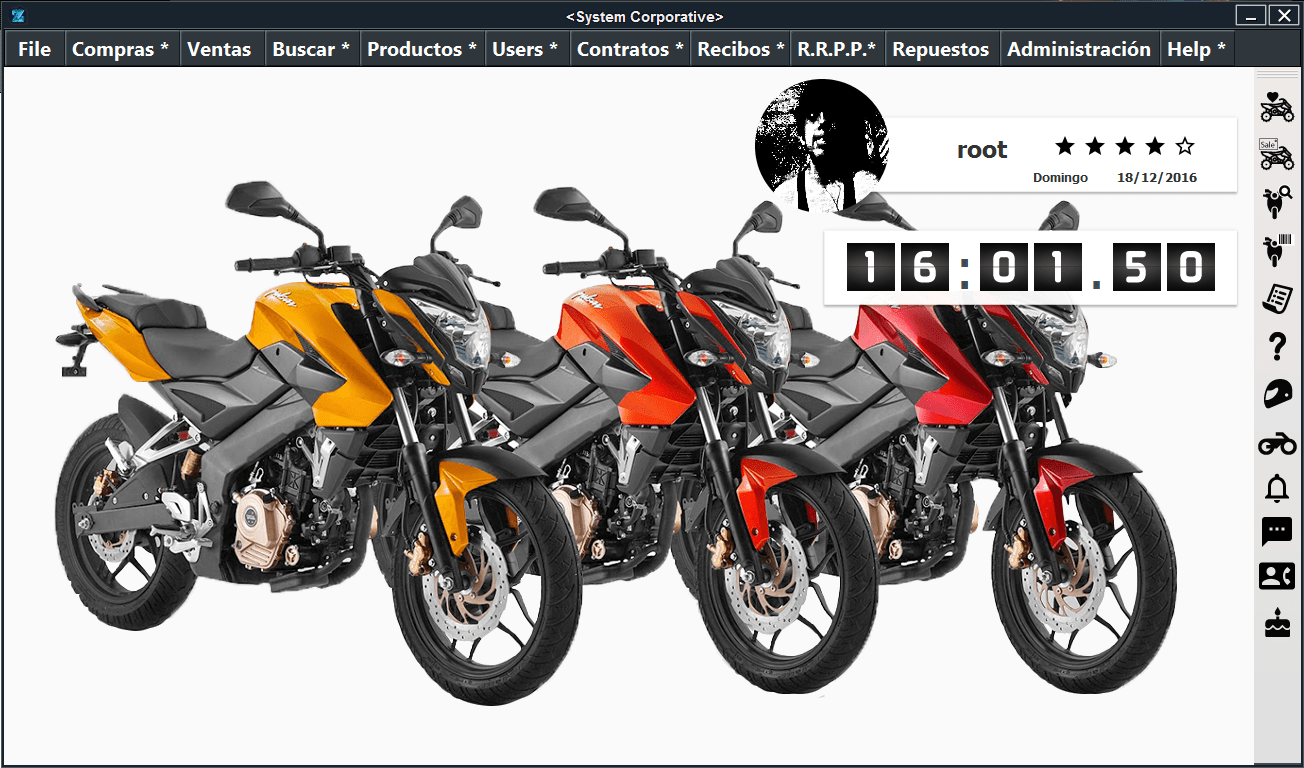 <System Corporative>
File Compras * Ventas Buscar * Productos * Users * Contratos * Recibos * R.R.P.P.* Repuestos Administración Help *
root
Domingo 18/12/2016
16:01.50
Sale